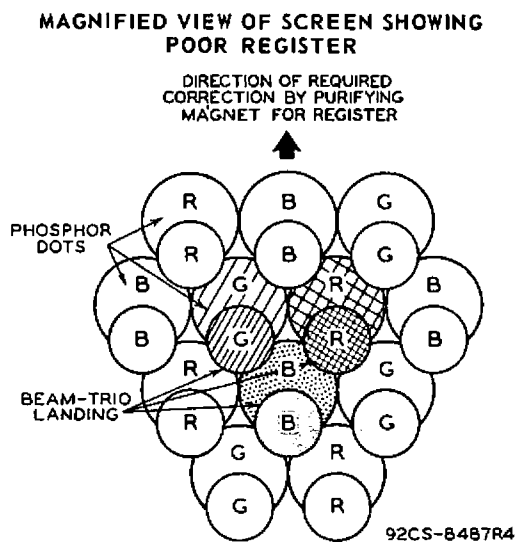 MAGNIFIED VIEW OF SCREEN SHOWING
POOR REGISTER
DIRECTION OF REQUIRED
CORRECTION BY PURIFYING
MAGNET FOR REGISTER
R B G
R B G
PHOSPHOR
DOTS
B G R B
B G R B
R B G
BEAM-TRIO
LANDING
R B G
G R
G R
92CS-8487R4